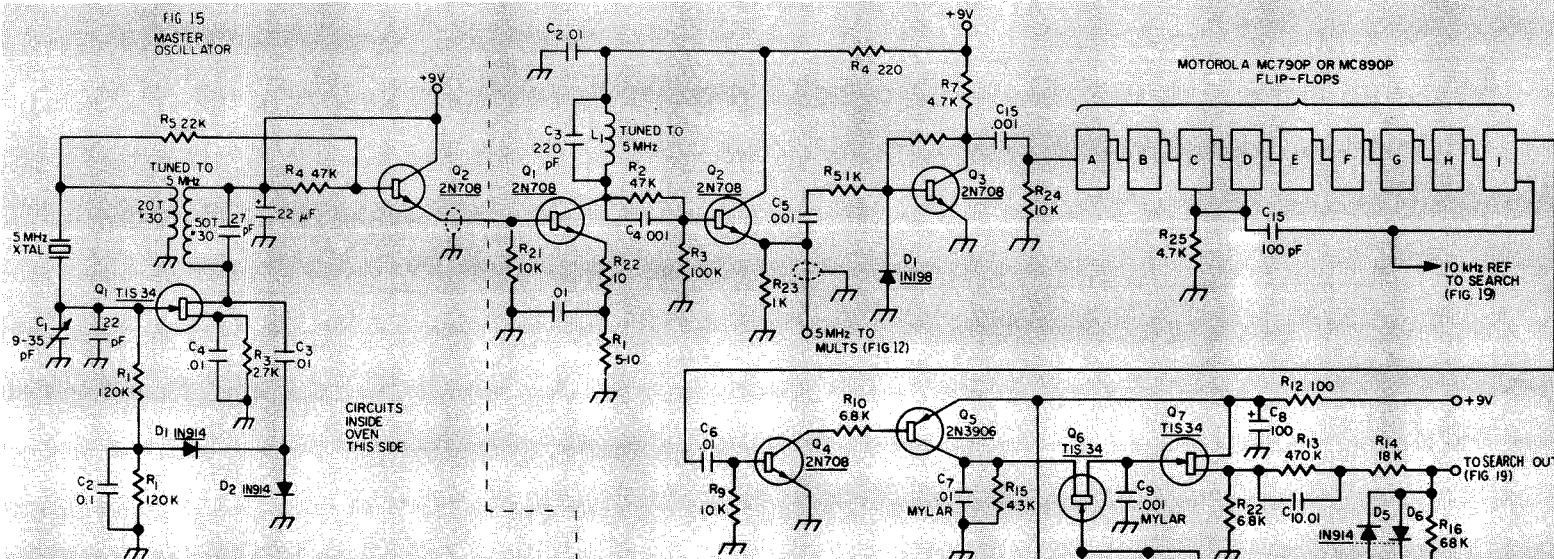 FIG 15
MASTER
OSCILLATOR
+9V
R5 22K
TUNED TO
5 MHz
R4 47K
20T
#30
50T
#30
27
pF
22 µF
5 MHz
XTAL
Q2
2N708
Q1
TIS 34
C1
9-35
pF
22
pF
C4
.01
R3
2.7K
C3
.01
R1
120K
D1 IN914
C2
0.1
R1
120K
D2 IN914
CIRCUITS
INSIDE
OVEN
THIS SIDE
C2 .01
C3
220
pF
L1
TUNED TO
5 MHz
Q1
2N708
R2
47K
C4 .001
R21
10K
R22
10
.01
R1
5-10
R3
100K
Q2
2N708
R4 220
+9V
R7
4.7K
C15
.001
R5 1K
C5
.001
Q3
2N708
R23
1K
D1
IN198
R24
10K
5 MHz TO
MULTS (FIG 12)
MOTOROLA MC790P OR MC890P
FLIP-FLOPS
A B C D E F G H I
R25
4.7K
C15
100 pF
10 kHz REF
TO SEARCH
(FIG. 19)
C6
.01
R9
10K
Q4
2N708
R10
6.8K
Q5
2N3906
C7
.01
MYLAR
R15
4.3K
Q6
TIS 34
C9
.001
MYLAR
Q7
TIS 34
R12 100
+9V
C8
100
R13
470K
R14
18K
TO SEARCH OUT
(FIG. 19)
R22
6.8K
C10 .01
D5
IN914
D6
R16
68K